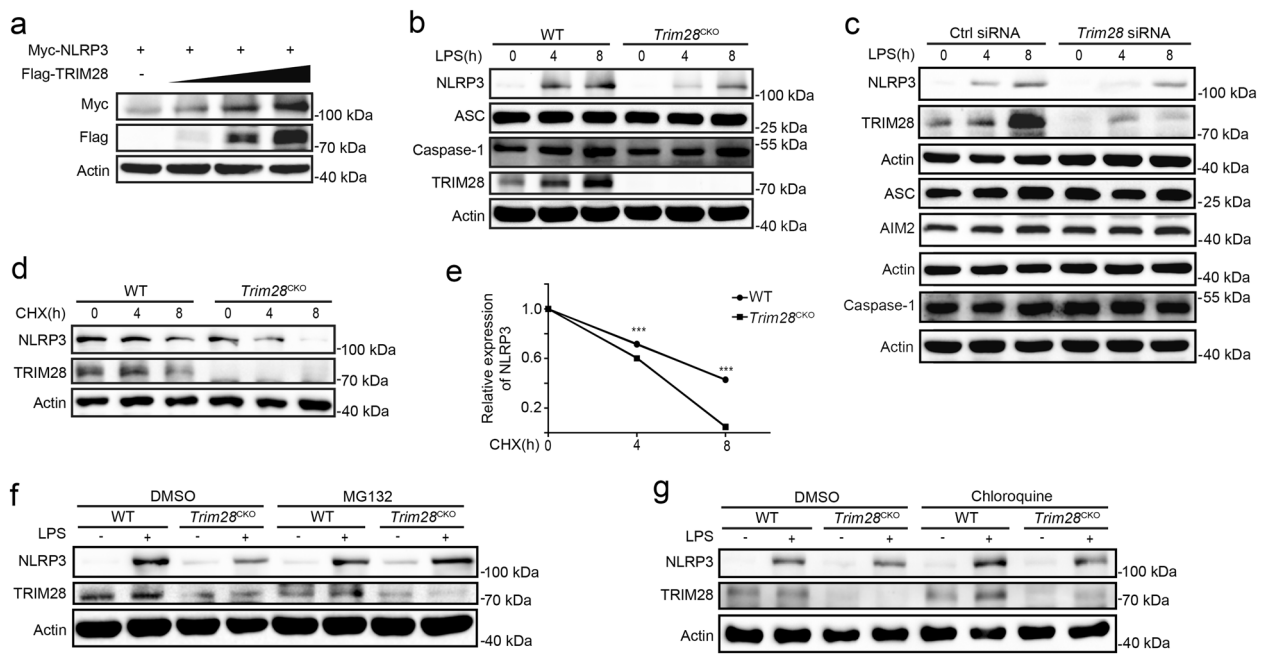 a
Myc-NLRP3 + + + +
Flag-TRIM28 -
Myc -100 kDa
Flag -70 kDa
Actin -40 kDa
b
WT Trim28CKO
LPS(h) 0 4 8 0 4 8
NLRP3 -100 kDa
ASC -25 kDa
Caspase-1 -55 kDa
TRIM28 -70 kDa
Actin -40 kDa
c
Ctrl siRNA Trim28 siRNA
LPS(h) 0 4 8 0 4 8
NLRP3 -100 kDa
TRIM28 -70 kDa
Actin -40 kDa
ASC -25 kDa
AIM2 -40 kDa
Actin -40 kDa
Caspase-1 -55 kDa
Actin -40 kDa
d
WT Trim28CKO
CHX(h) 0 4 8 0 4 8
NLRP3 -100 kDa
TRIM28 -70 kDa
Actin -40 kDa
e
Relative expression
of NLRP3
1.0
0.6
0.2
WT
Trim28CKO
*** ***
CHX(h) 0 4 8
f
DMSO MG132
WT Trim28CKO WT Trim28CKO
LPS - + - + - + - +
NLRP3 -100 kDa
TRIM28 -70 kDa
Actin -40 kDa
g
DMSO Chloroquine
WT Trim28CKO WT Trim28CKO
LPS - + - + - + - +
NLRP3 -100 kDa
TRIM28 -70 kDa
Actin -40 kDa